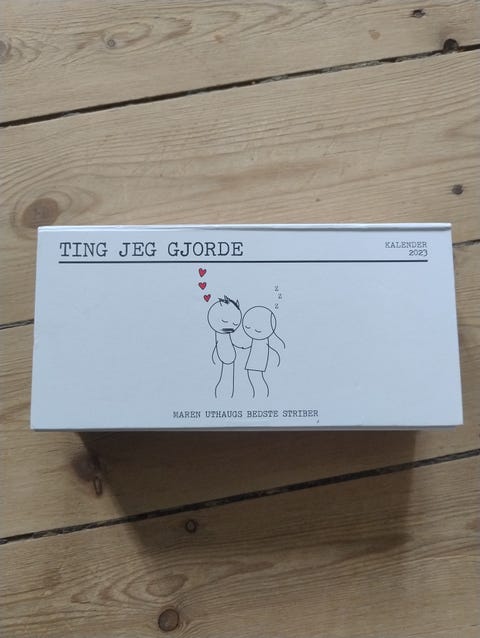 TING JEG GJORDE
KALENDER
2023
z
z
z
MAREN UTHAUGS BEDSTE STRIBER